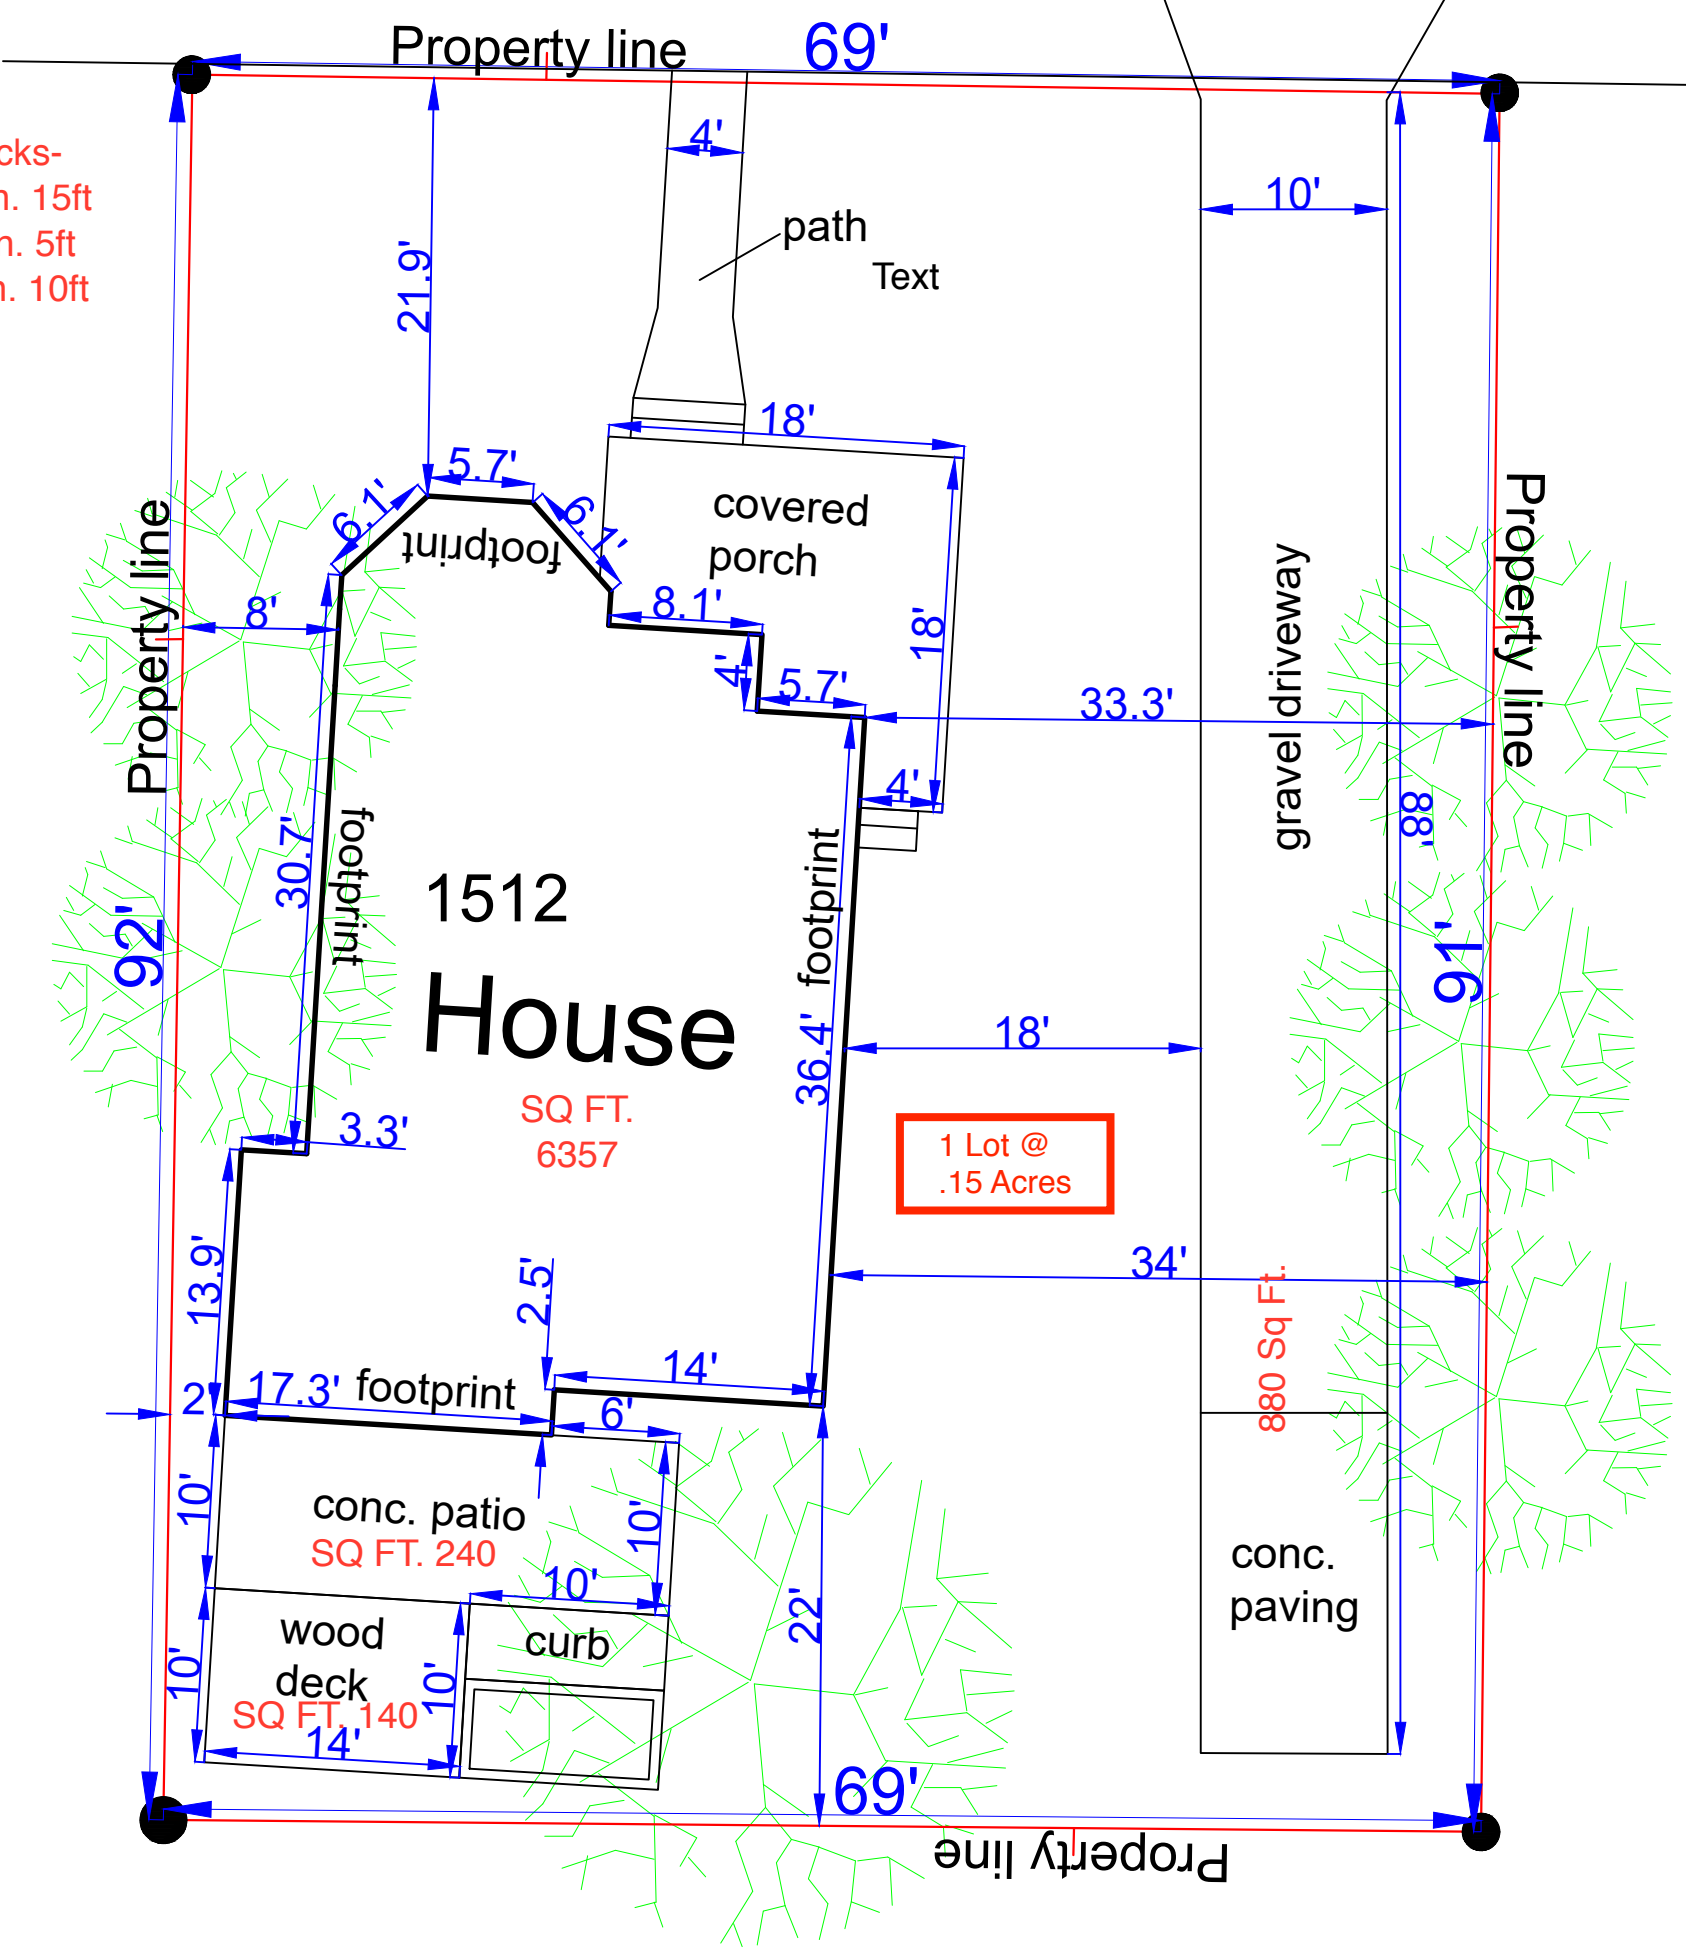 Property line
69'
cks-
n. 15ft
n. 5ft
n. 10ft
4'
10'
path
Text
21.9'
18'
5.7'
6.1'
6.1'
footprint
covered
porch
Property line
Property line
8'
8.1'
18'
4'
5.7'
33.3'
gravel driveway
4'
88'
30.7'
footprint
footprint
1512
92'
91'
House
36.4'
18'
SQ FT.
6357
3.3'
1 Lot @
.15 Acres
13.9'
2.5'
34'
880 Sq Ft.
14'
2'
17.3'
footprint
6'
10'
conc. patio
SQ FT. 240
10'
conc.
paving
10'
22'
wood
deck
curb
10'
10'
SQ FT. 140
14'
69'
Property line